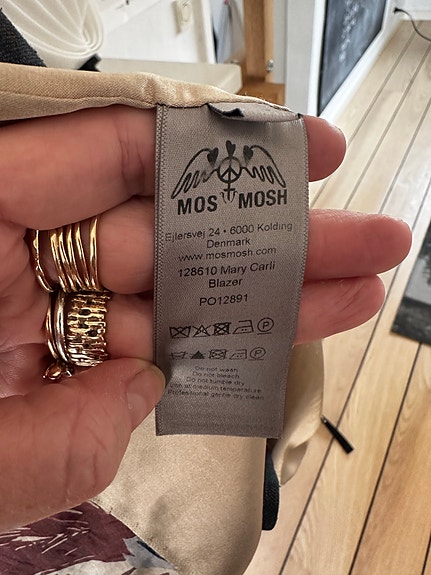 MOS MOSH
Ejlersvej 24 • 6000 Kolding
Denmark
www.mosmosh.com
128610 Mary Carli
Blazer
PO12891
P
P
Do not wash
Do not bleach
Do not tumble dry
Iron at medium temperature
Professional gentle dry clean